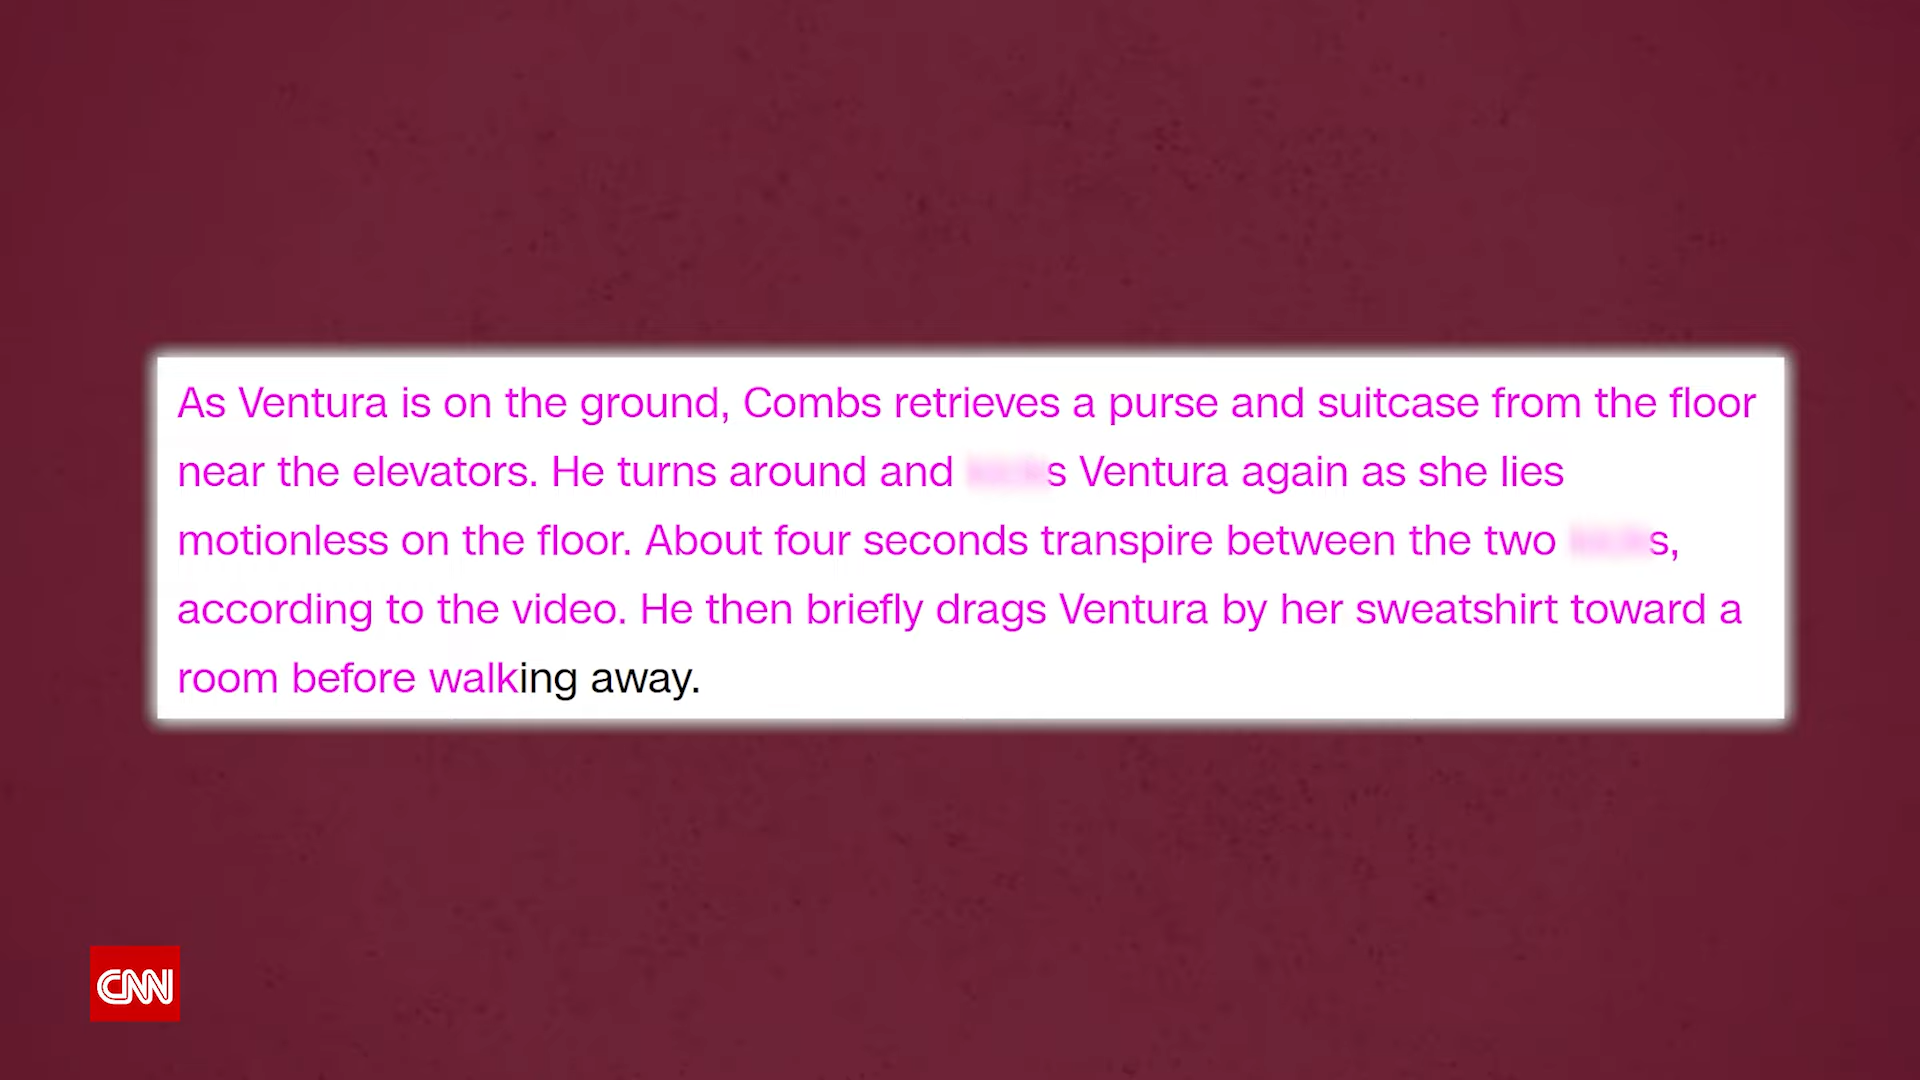 As Ventura is on the ground, Combs retrieves a purse and suitcase from the floor
near the elevators. He turns around and s Ventura again as she lies
motionless on the floor. About four seconds transpire between the two s,
according to the video. He then briefly drags Ventura by her sweatshirt toward a
room before walking away.
CNN